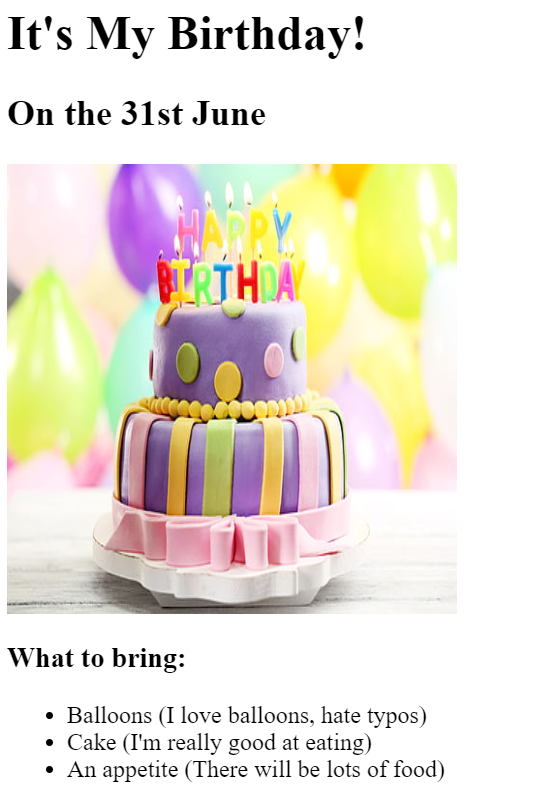 It's My Birthday!
On the 31st June
HAPPY
BIRTHDAY
What to bring:
Balloons (I love balloons, hate typos)
Cake (I'm really good at eating)
An appetite (There will be lots of food)